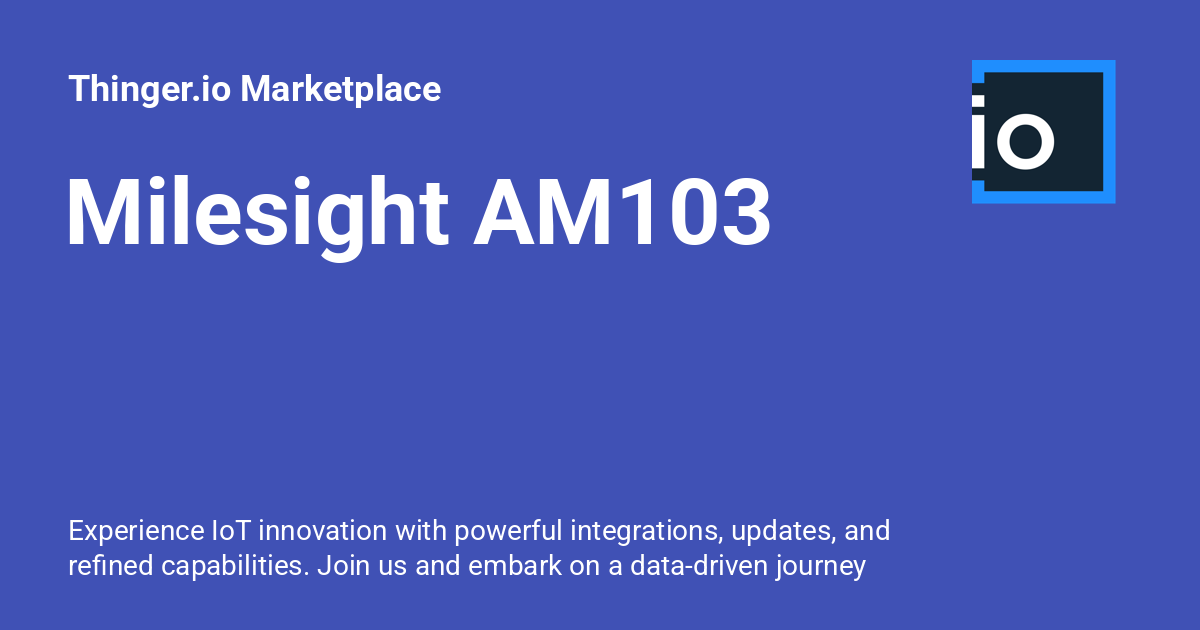 Thinger.io Marketplace
io
Milesight AM103
Experience IoT innovation with powerful integrations, updates, and
refined capabilities. Join us and embark on a data-driven journey